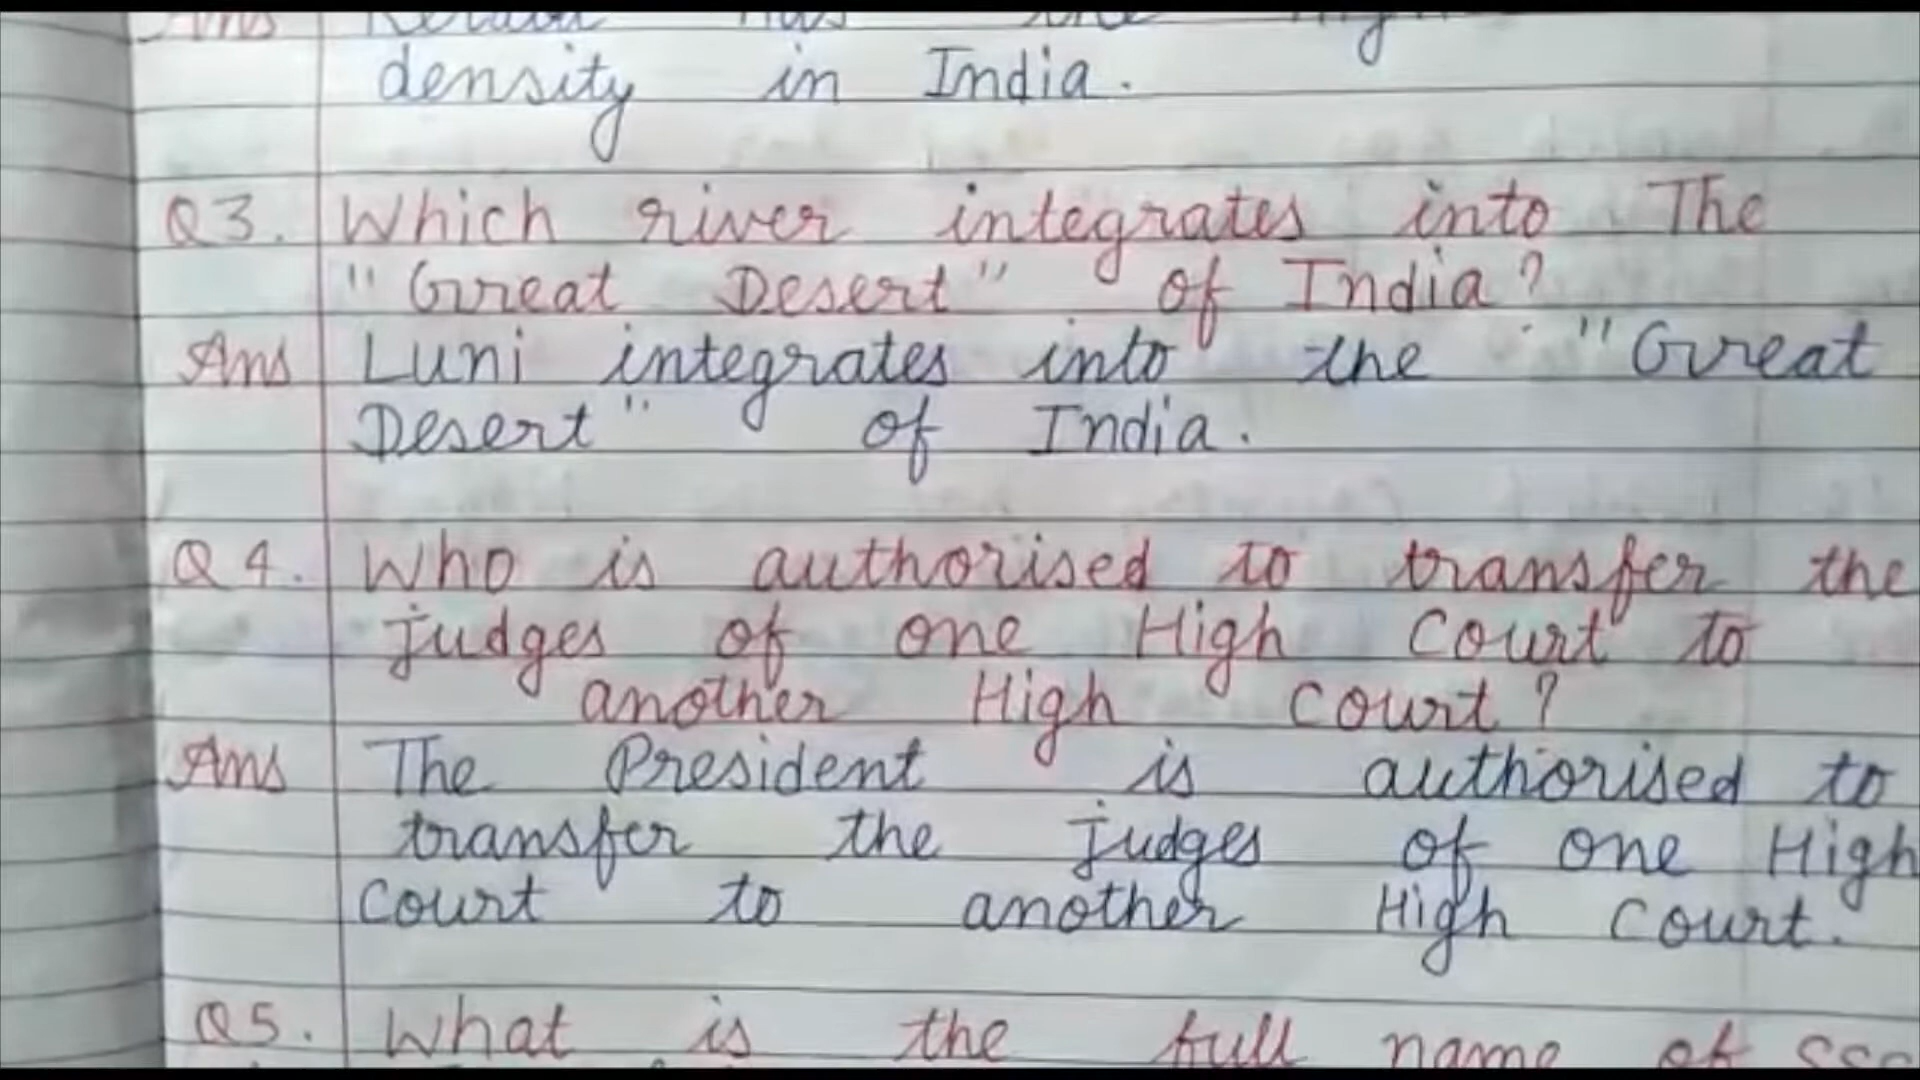 Ans
density in India.
Q3. Which river integrates into The
"Great Desert" of India?
Ans Luni integrates into the "Great
Desert" of India.
Q4. Who is authorised to transfer the
judges of one High Court to
another High Court?
Ans The President is authorised to
transfer the judges of one High
Court to another High Court.
Q5. What is the full name of